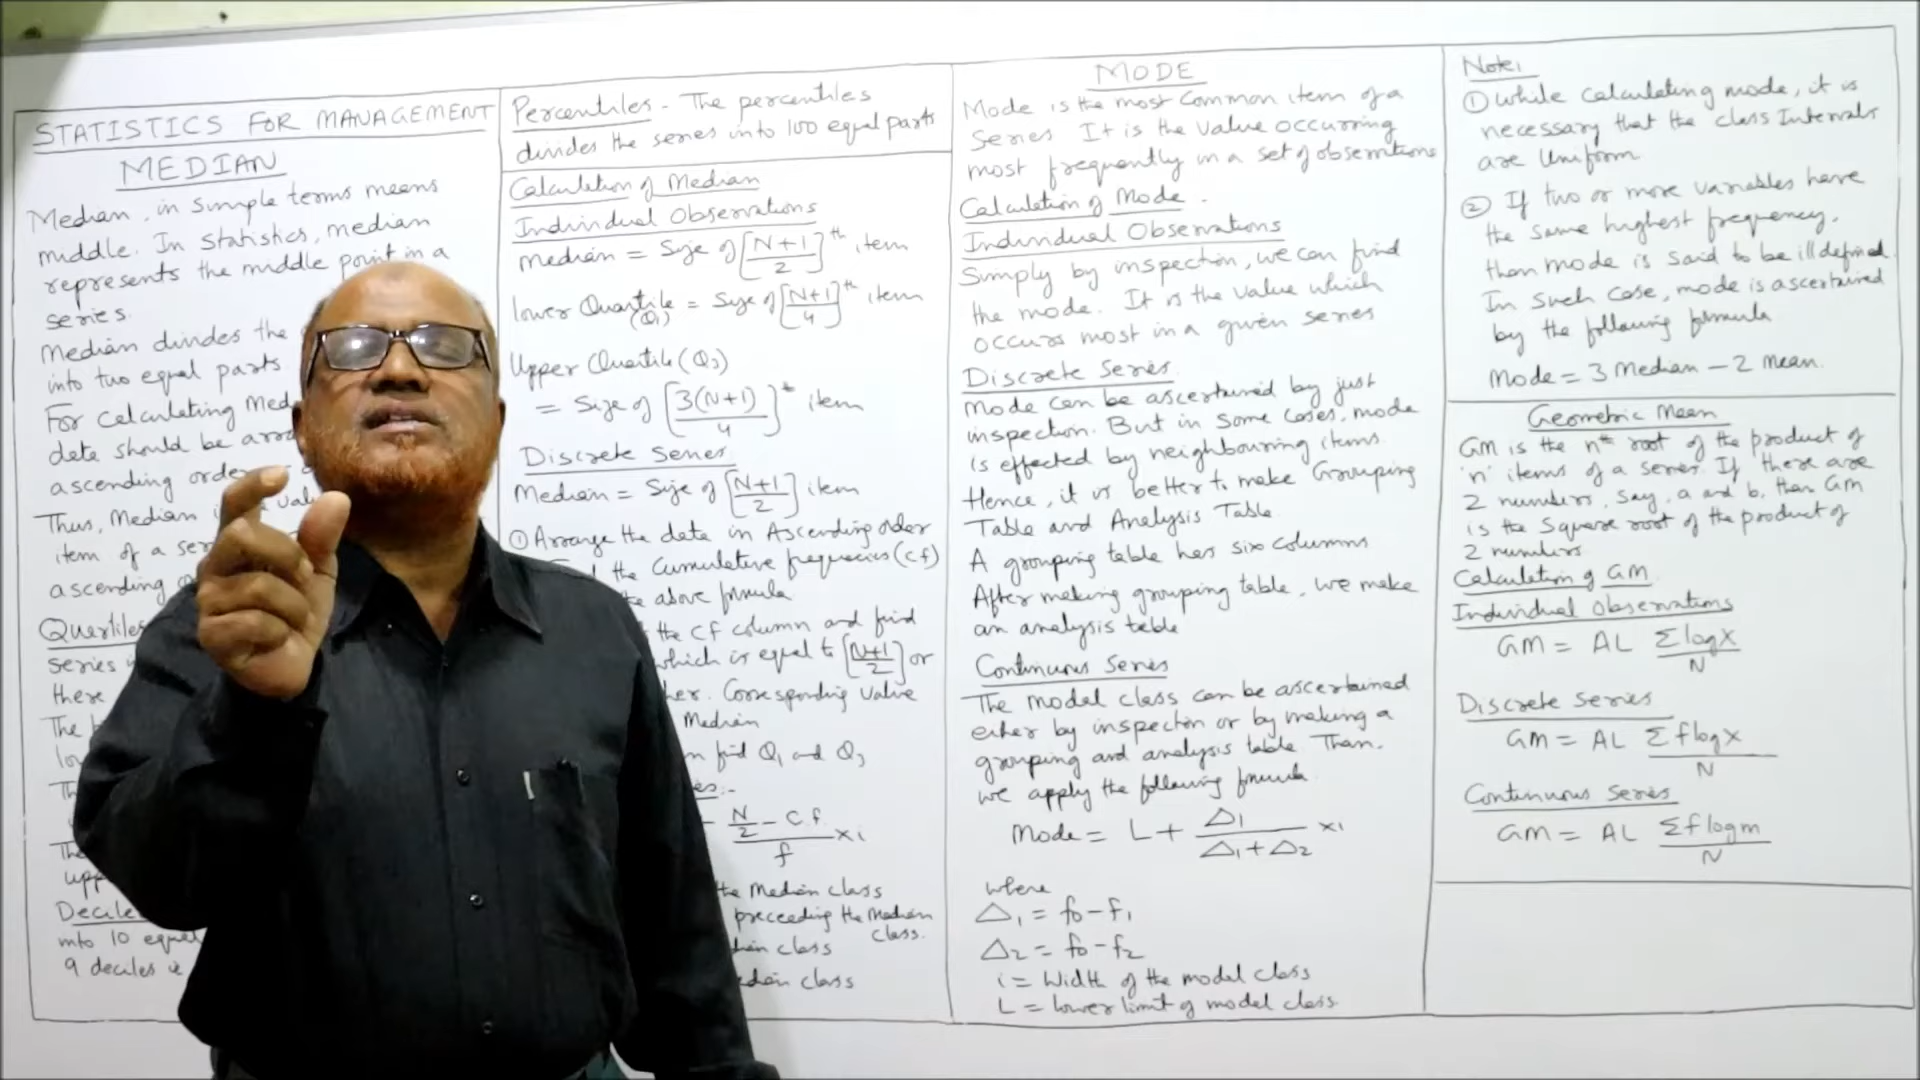 STATISTICS FOR MANAGEMENT
MEDIAN
Median, in simple terms means
middle. In Statistics, median
represents the middle point in a
series.
Median divides the
into two equal parts
For calculating Med
data should be arra
ascending order
Thus, Median i value
item of a ser
ascending o
Quartiles
series i
there
The
low
Th
The
upp
Decile
into 10 equal
9 deciles i.e
Percentiles - The percentiles
divides the series into 100 equal parts
Calculation of Median
Individual Observations
Median = Size of [N+1/2]th item
lower Quartile (Q1) = Size of [N+1/4]th item
Upper Quartile (Q3)
= Size of [3(N+1)/4]th item
Discrete Series
Median = Size of [N+1/2] item
① Arrange the data in Ascending order
the Cumulative frequencies (cf)
the above formula
the cf column and find
which is equal to [N+1/2] or
her. Corresponding value
Median
find Q1 and Q3
es:-
N/2 - c.f. / f × i
the Median class
preceeding the Median
class.
dian class
edian class
MODE
Mode is the most Common item of a
Series It is the value occurring
most frequently in a set of observations
Calculation of Mode.
Individual Observations
Simply by inspection, we can find
the mode. It is the value which
occurs most in a given series
Discrete Series
Mode can be ascertained by just
inspection. But in some cases, mode
is effected by neighbouring items.
Hence, it is better to make Grouping
Table and Analysis Table.
A grouping table has six columns
After making grouping table, we make
an analysis table
Continuous Series
The model class can be ascertained
either by inspection or by making a
grouping and analysis table. Then,
we apply the following formula.
Mode = L + Δ1 / Δ1 + Δ2 × i
where
Δ1 = f0 - f1
Δ2 = f0 - f2
i = Width of the model class
L = lower limit of model class
Note:
① While calculating mode, it is
necessary that the class Intervals
are Uniform
② If two or more variables have
the same highest frequency,
then mode is said to be ill defined.
In such case, mode is ascertained
by the following formula
Mode = 3 Median - 2 Mean.
Geometric Mean
GM is the nth root of the product of
'n' items of a series. If there are
2 numbers, say, a and b, then GM
is the square root of the product of
2 numbers
Calculation of GM
Individual Observations
GM = AL Σ log X / N
Discrete Series
GM = AL Σ f log X / N
Continuous Series
GM = AL Σ f log m / N